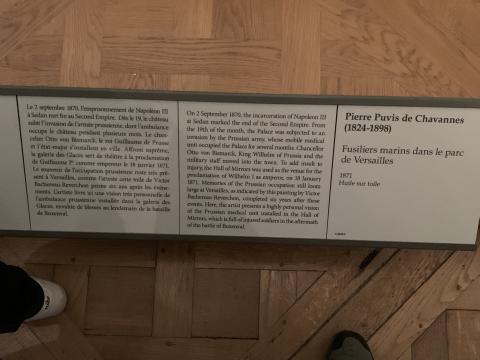 Le 2 septembre 1870, l'emprisonnement de Napoléon III
à Sedan met fin au Second Empire. Dès le 19, le château
subit l'invasion de l'armée prussienne, dont l'ambulance
occupe le château pendant plusieurs mois. Le chan-
celier Otto von Bismarck, le roi Guillaume de Prusse
et l'état-major s'installent en ville. Affront suprême,
la galerie des Glaces sert de théâtre à la proclamation
de Guillaume Ier comme empereur le 18 janvier 1871.
Le souvenir de l'occupation prussienne reste très pré-
sent à Versailles, comme l'atteste cette vole de Victor
Bachereau-Reverchon peinte six ans après les événe-
ments. L'artiste livre ici une vision très personnelle de
l'ambulance prussienne installée dans la galerie des
Glaces, envahie de blessés au lendemain de la bataille
de Buzenval.
On 2 September 1870, the incarceration of Napoléon III
at Sedan marked the end of the Second Empire. From
the 19th of the month, the Palace was subjected to an
invasion by the Prussian army, whose mobile medical
unit occupied the Palace for several months. Chancellor
Otto von Bismarck, King Wilhelm of Prussia and the
military staff moved into the town. To add insult to
injury, the Hall of Mirrors was used as the venue for the
proclamation of Wilhelm I as emperor, on 18 January
1871. Memories of the Prussian occupation still loom
large at Versailles, as indicated by this painting by Victor
Bachereau-Reverchon, completed six years after these
events. Here, the artist presents a highly personal vision
of the Prussian medical unit installed in the Hall of
Mirrors, which is full of injured soldiers in the aftermath
of the battle of Buzenval.
Pierre Puvis de Chavannes
(1824-1898)
Fusiliers marins dans le parc
de Versailles
1871
Huile sur toile